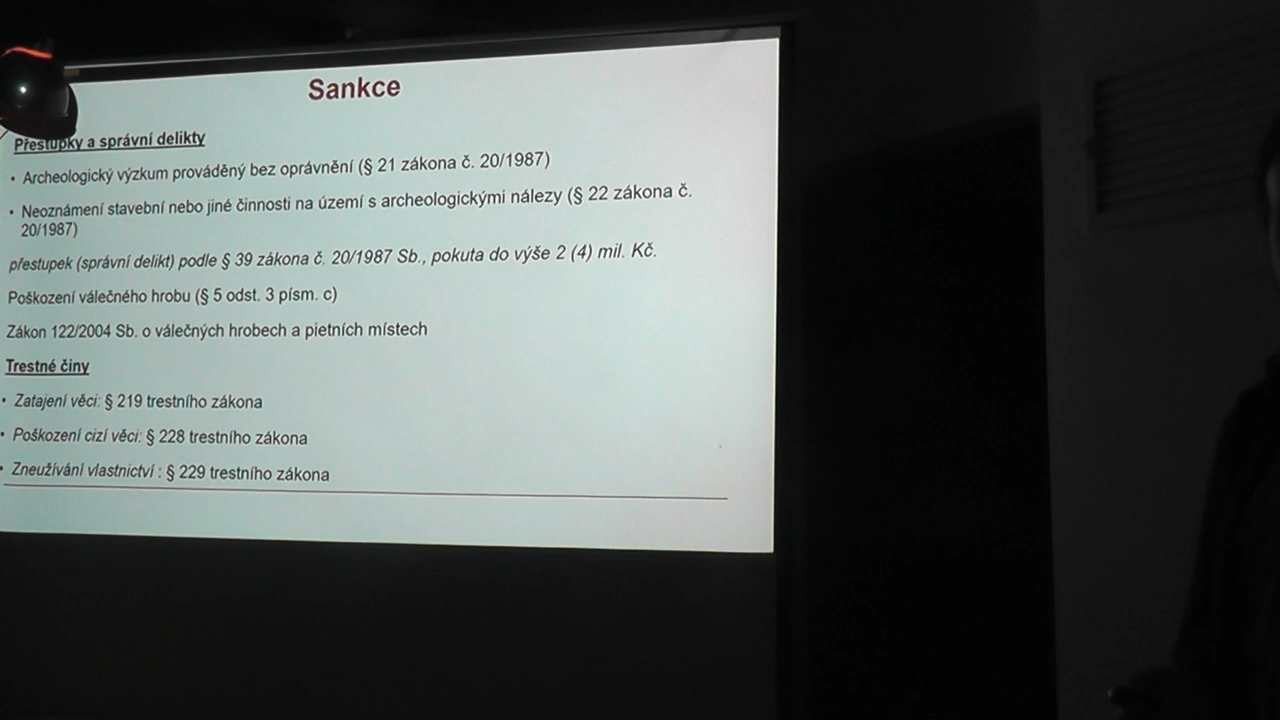 Sankce
Přestupky a správní delikty
• Archeologický výzkum prováděný bez oprávnění (§ 21 zákona č. 20/1987)
• Neoznámení stavební nebo jiné činnosti na území s archeologickými nálezy (§ 22 zákona č.
20/1987)
přestupek (správní delikt) podle § 39 zákona č. 20/1987 Sb., pokuta do výše 2 (4) mil. Kč.
Poškození válečného hrobu (§ 5 odst. 3 písm. c)
Zákon 122/2004 Sb. o válečných hrobech a pietních místech
Trestné činy
• Zatajení věci: § 219 trestního zákona
• Poškození cizí věci: § 228 trestního zákona
• Zneužívání vlastnictví : § 229 trestního zákona